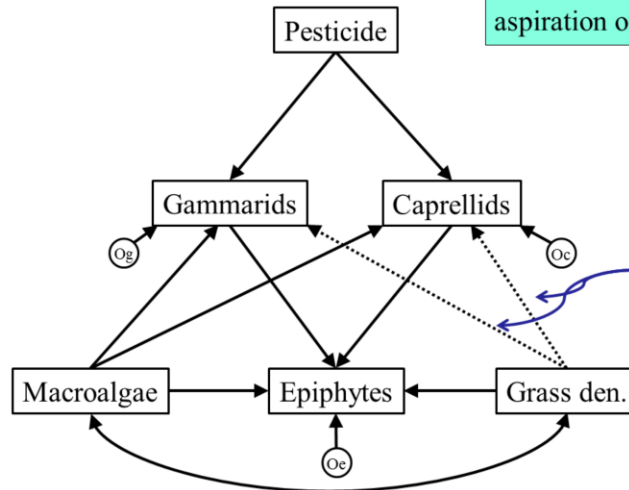 Pesticide
aspiration o
Gammarids
Caprellids
Og
Oc
Macroalgae
Epiphytes
Grass den.
Oe